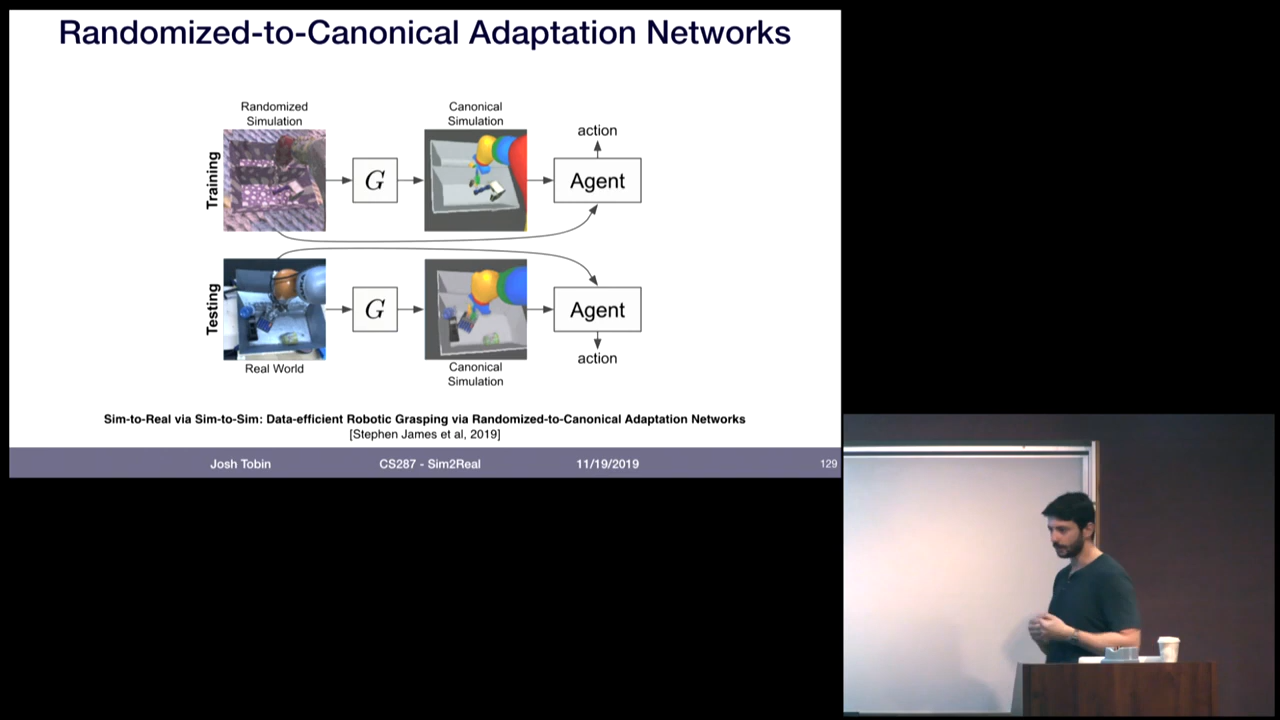 Randomized-to-Canonical Adaptation Networks
Randomized
Simulation
Canonical
Simulation
action
Training
G
Agent
Testing
G
Agent
action
Real World
Canonical
Simulation
Sim-to-Real via Sim-to-Sim: Data-efficient Robotic Grasping via Randomized-to-Canonical Adaptation Networks
[Stephen James et al, 2019]
Josh Tobin CS287 - Sim2Real 11/19/2019 129